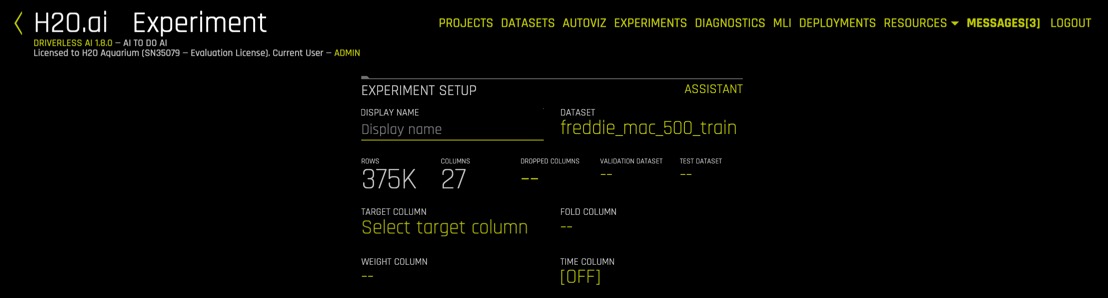 H2O.ai Experiment
PROJECTS DATASETS AUTOVIZ EXPERIMENTS DIAGNOSTICS MLI DEPLOYMENTS RESOURCES MESSAGES[3] LOGOUT
DRIVERLESS AI 1.8.0 – AI TO DO AI
Licensed to H2O Aquarium (SN35079 – Evaluation License). Current User – ADMIN
EXPERIMENT SETUP ASSISTANT
DISPLAY NAME DATASET
Display name freddie_mac_500_train
ROWS COLUMNS DROPPED COLUMNS VALIDATION DATASET TEST DATASET
375K 27 -- -- --
TARGET COLUMN FOLD COLUMN
Select target column --
WEIGHT COLUMN TIME COLUMN
-- [OFF]